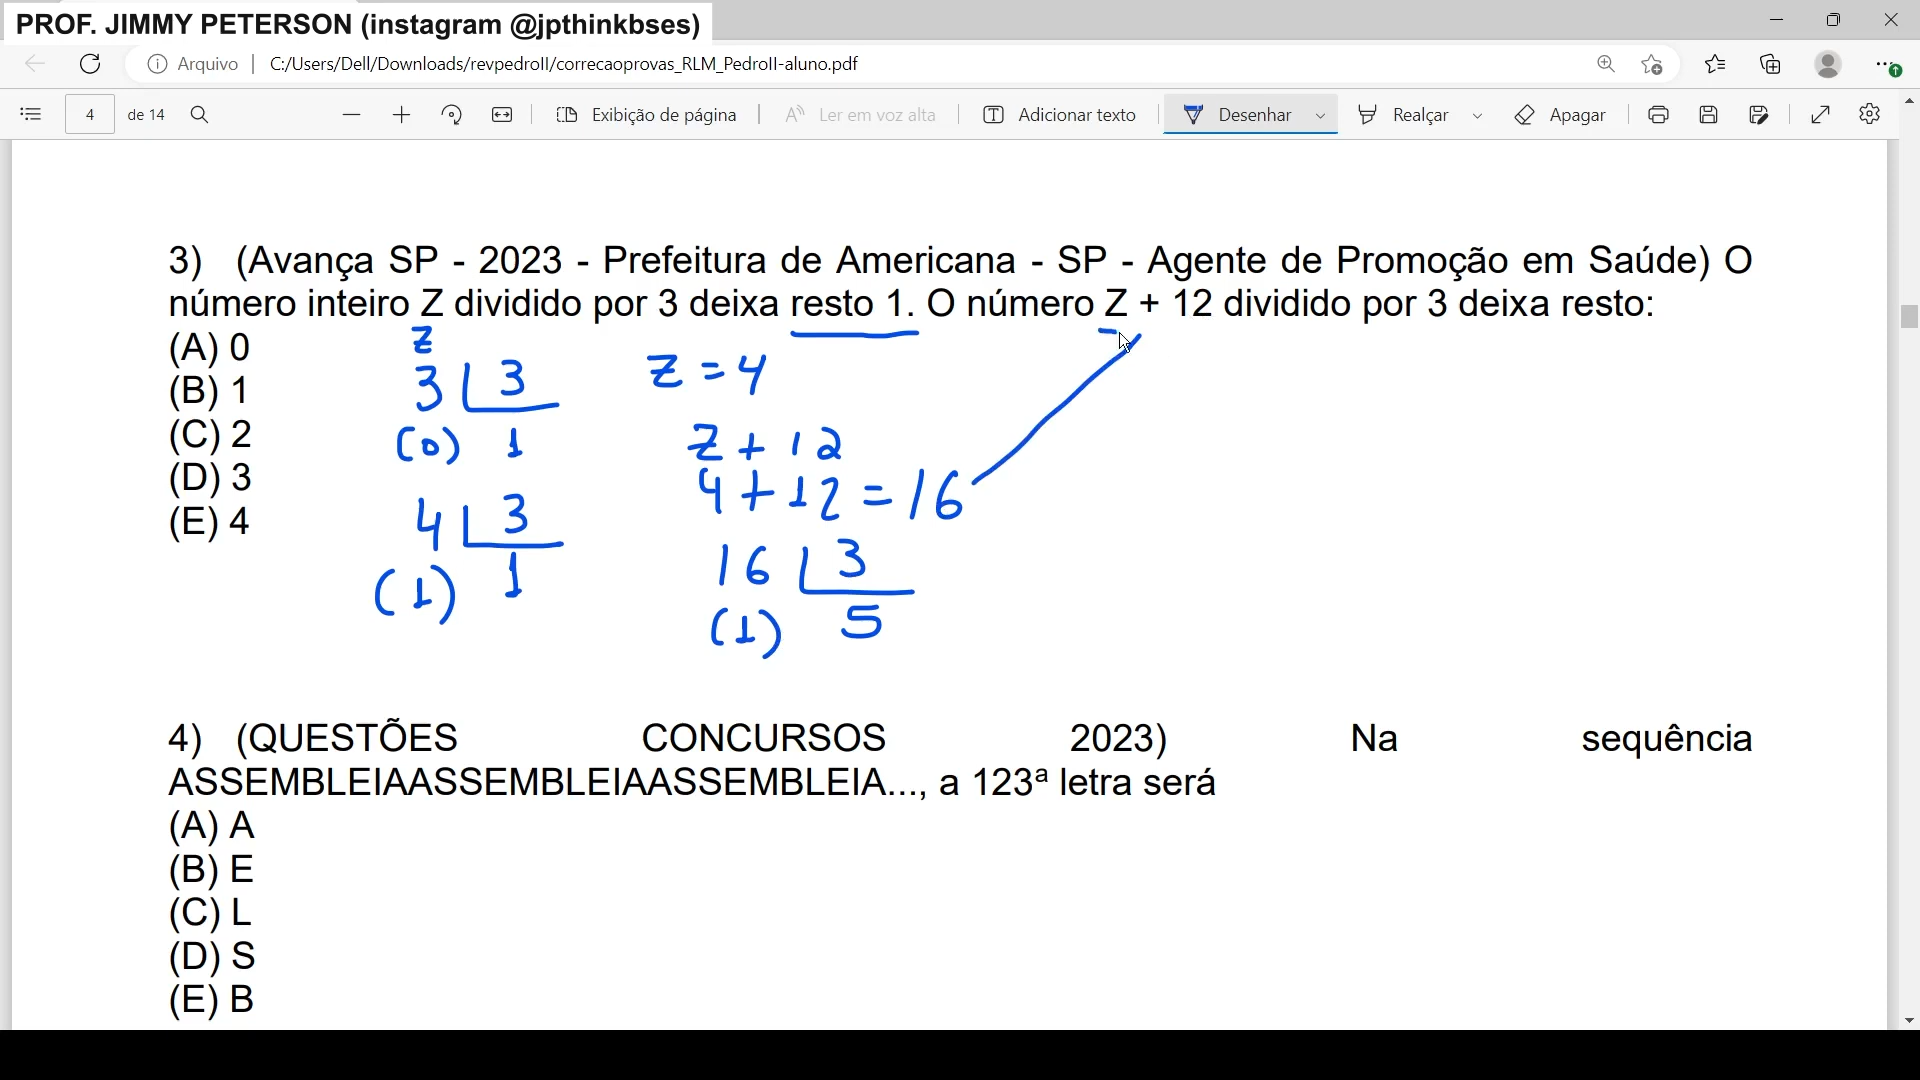 PROF. JIMMY PETERSON (instagram @jpthinkbses)
Arquivo | C:/Users/Dell/Downloads/revpedroII/correcaoprovas_RLM_PedroII-aluno.pdf
4 de 14
Exibição de página
Ler em voz alta
Adicionar texto
Desenhar
Realçar
Apagar
3) (Avança SP - 2023 - Prefeitura de Americana - SP - Agente de Promoção em Saúde) O
número inteiro Z dividido por 3 deixa resto 1. O número Z + 12 dividido por 3 deixa resto:
(A) 0
(B) 1
(C) 2
(D) 3
(E) 4
Z
3 3
(0) 1
4 3
(1) 1
Z = 4
Z + 12
4 + 12 = 16
16 3
(1) 5
4) (QUESTÕES CONCURSOS 2023) Na sequência
ASSEMBLEIAASSEMBLEIAASSEMBLEIA..., a 123ª letra será
(A) A
(B) E
(C) L
(D) S
(E) B